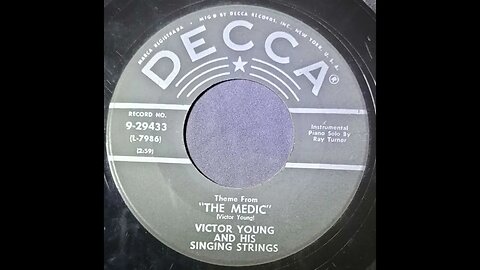 MARCA REGISTRADA • MFG BY DECCA RECORDS, INC., NEW YORK, U. S. A.
DECCA®
RECORD NO.
9-29433
(L-7986)
(2:59)
Instrumental
Piano Solo By
Ray Turner
Theme From
"THE MEDIC"
(Victor Young)
VICTOR YOUNG
AND HIS
SINGING STRINGS